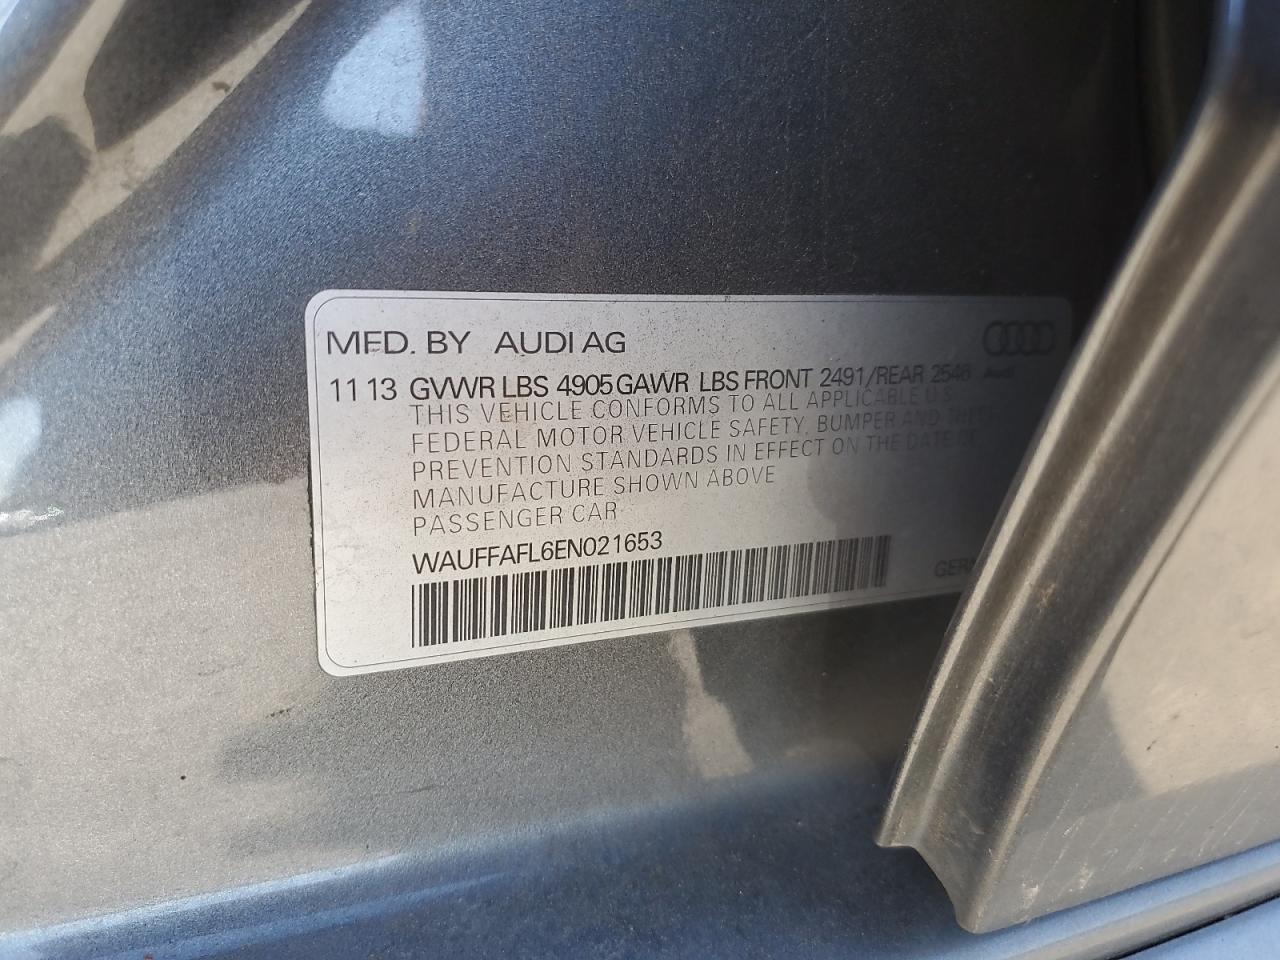 MFD. BY AUDI AG
11 13 GVWR LBS 4905 GAWR LBS FRONT 2491/REAR 2546 Audi
THIS VEHICLE CONFORMS TO ALL APPLICABLE U.S.
FEDERAL MOTOR VEHICLE SAFETY, BUMPER AND
PREVENTION STANDARDS IN EFFECT ON THE DATE OF
MANUFACTURE SHOWN ABOVE
PASSENGER CAR
WAUFFAFL6EN021653